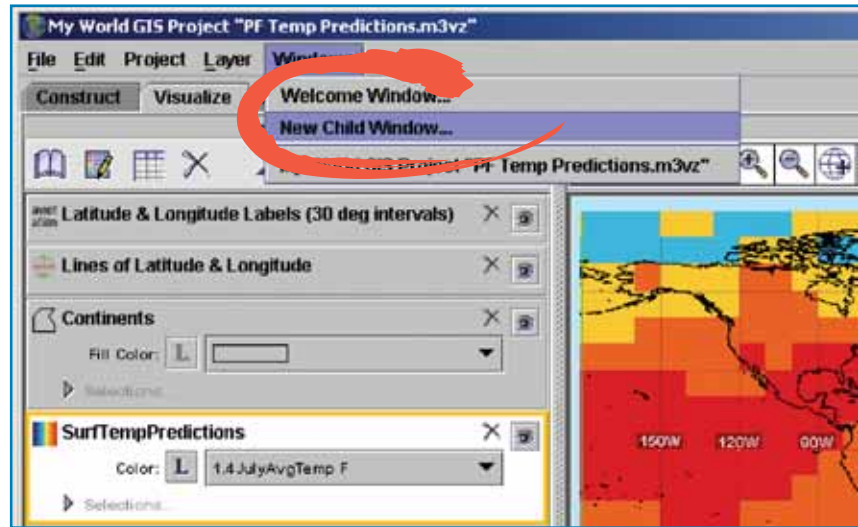 My World GIS Project "PF Temp Predictions.m3vz"
File Edit Project Layer
Construct Visualize
Welcome Window...
New Child Window...
GIS Project "PF Temp Predictions.m3vz"
Latitude & Longitude Labels (30 deg intervals)
Lines of Latitude & Longitude
Continents
Fill Color: L
Selections...
SurfTempPredictions
Color: L 1.4JulyAvgTemp F
Selections...
150W 120W 90W